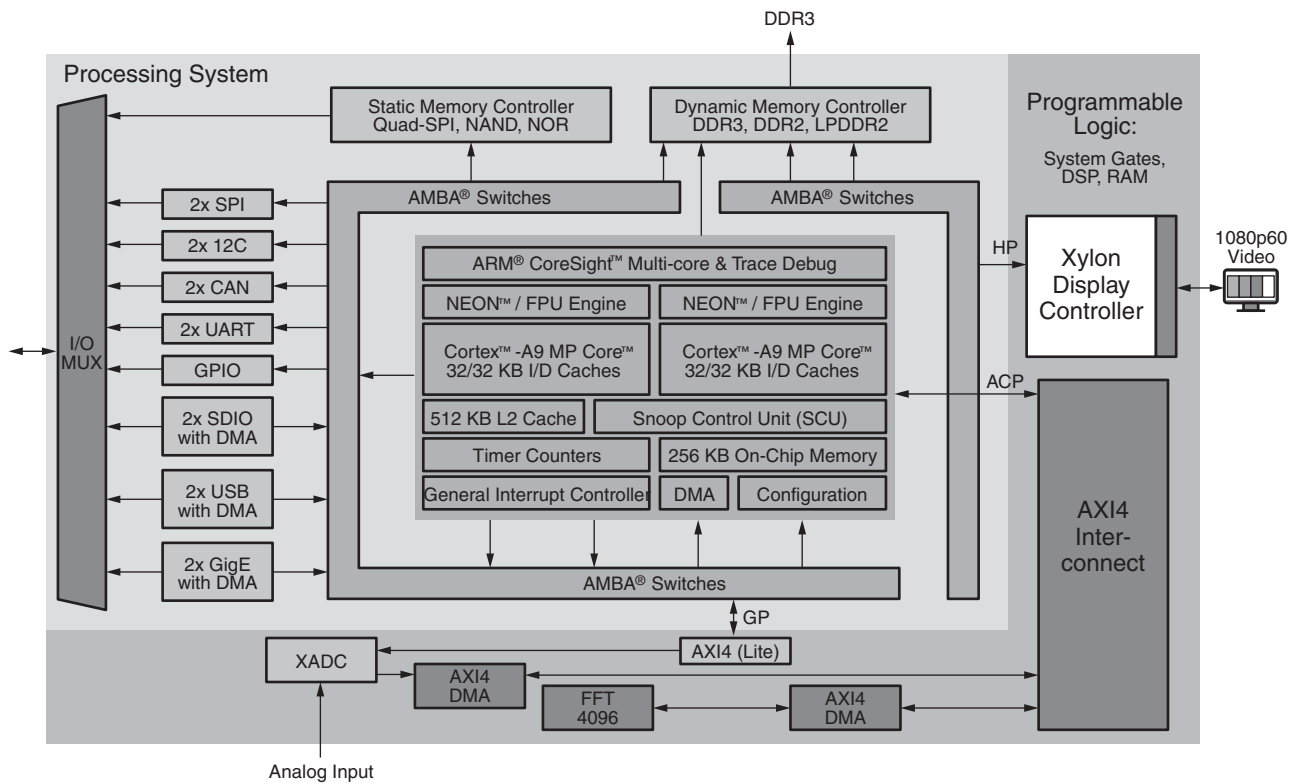 DDR3
Processing System
Static Memory Controller
Quad-SPI, NAND, NOR
Dynamic Memory Controller
DDR3, DDR2, LPDDR2
Programmable
Logic:
System Gates,
DSP, RAM
AMBA® Switches
AMBA® Switches
2x SPI
2x 12C
2x CAN
2x UART
GPIO
2x SDIO
with DMA
2x USB
with DMA
2x GigE
with DMA
I/O
MUX
ARM® CoreSight™ Multi-core & Trace Debug
NEON™ / FPU Engine
NEON™ / FPU Engine
Cortex™ -A9 MP Core™
32/32 KB I/D Caches
Cortex™ -A9 MP Core™
32/32 KB I/D Caches
512 KB L2 Cache
Snoop Control Unit (SCU)
Timer Counters
256 KB On-Chip Memory
General Interrupt Controller
DMA
Configuration
AMBA® Switches
HP
Xylon
Display
Controller
1080p60
Video
ACP
AXI4
Inter-
connect
GP
AXI4 (Lite)
XADC
AXI4
DMA
FFT
4096
AXI4
DMA
Analog Input